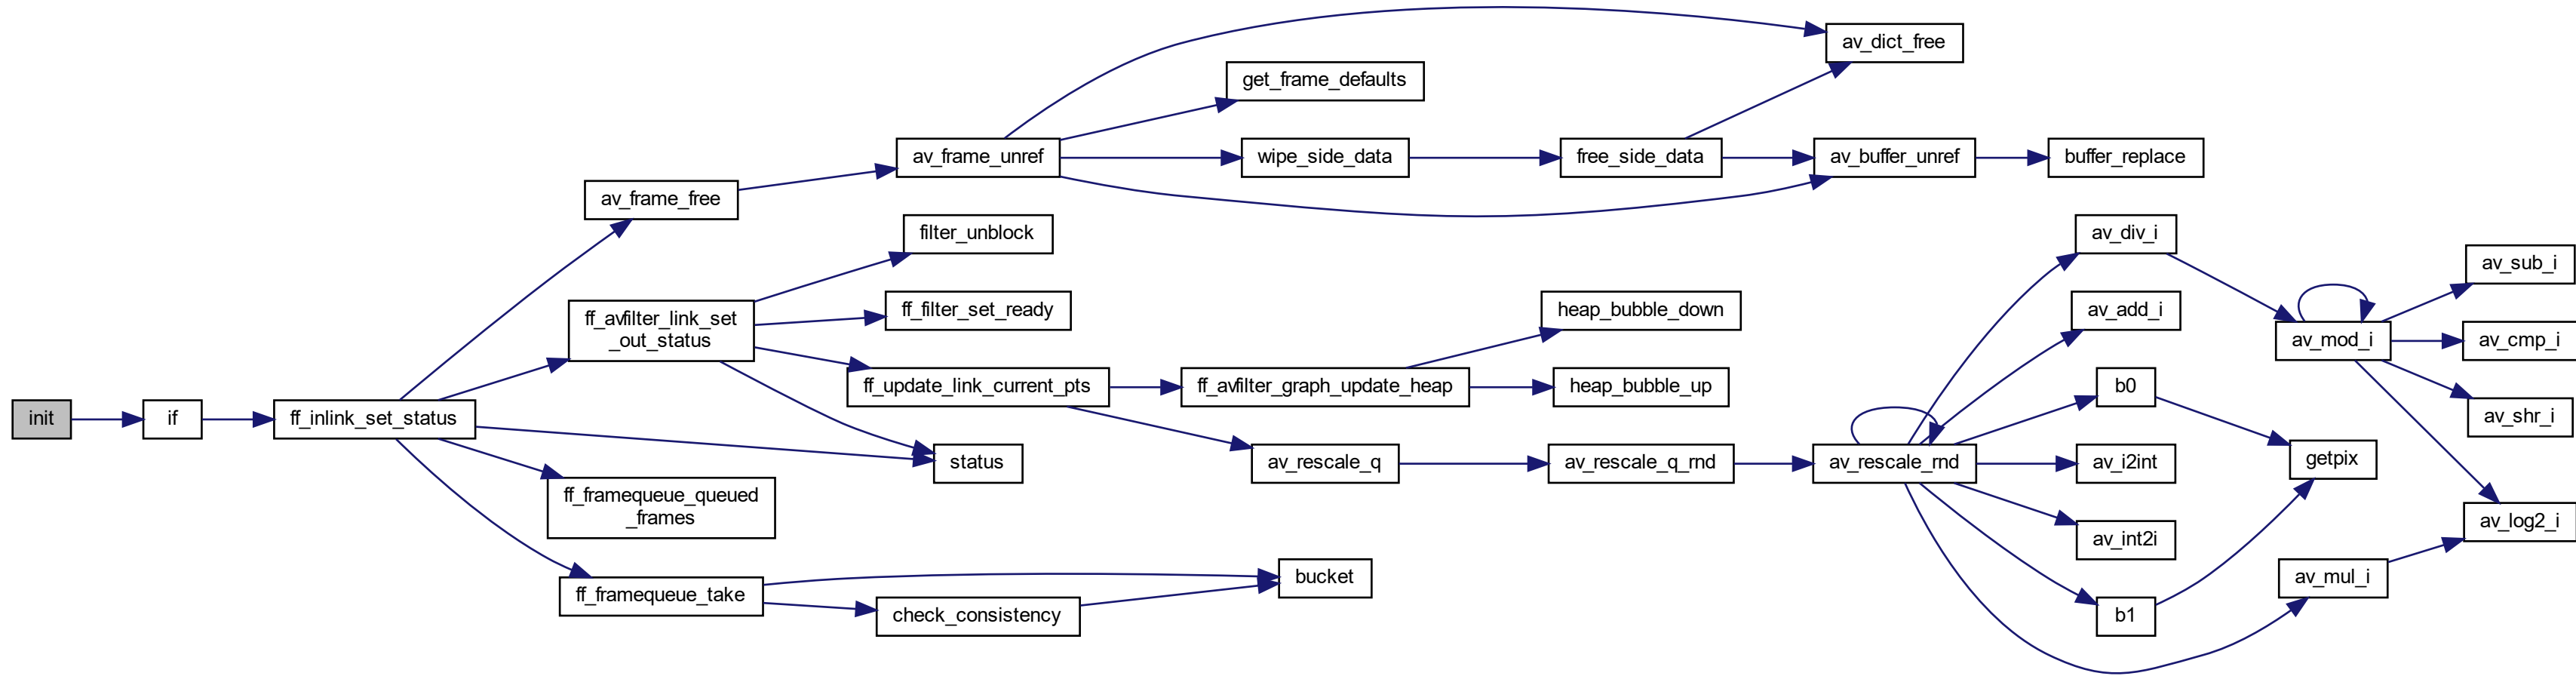 init
if
ff_inlink_set_status
av_frame_free
ff_avfilter_link_set
_out_status
ff_framequeue_queued
_frames
ff_framequeue_take
av_frame_unref
filter_unblock
ff_filter_set_ready
ff_update_link_current_pts
status
check_consistency
get_frame_defaults
wipe_side_data
ff_avfilter_graph_update_heap
av_rescale_q
bucket
free_side_data
heap_bubble_down
heap_bubble_up
av_rescale_q_rnd
av_dict_free
av_buffer_unref
av_rescale_rnd
buffer_replace
av_div_i
av_add_i
b0
av_i2int
av_int2i
b1
av_mod_i
getpix
av_mul_i
av_sub_i
av_cmp_i
av_shr_i
av_log2_i